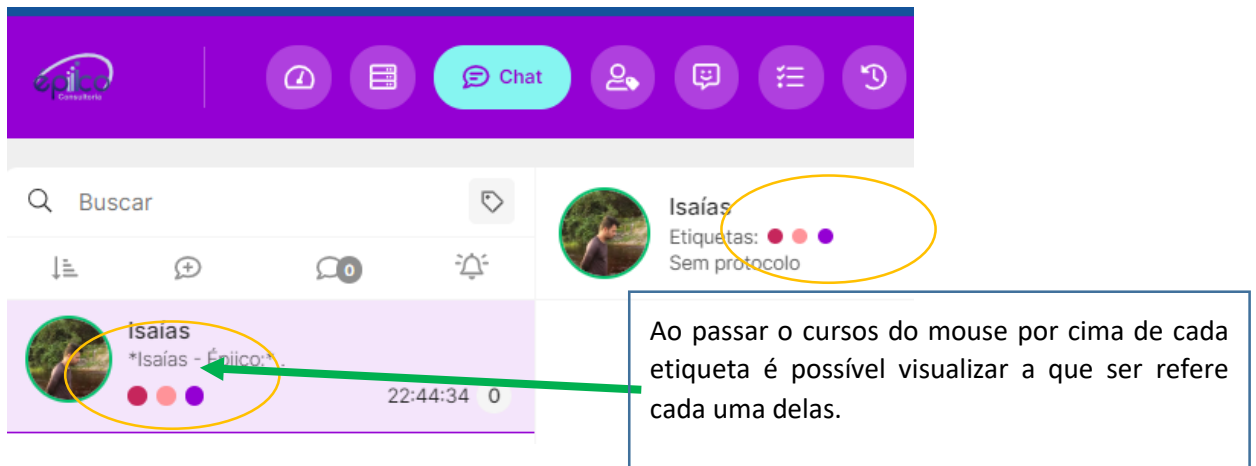 épiico
Consultoria
Chat
Buscar
0
Isaías
Etiquetas:
Sem protocolo
Isaías
*Isaías - Épiico:* ..
22:44:34 0
Ao passar o cursos do mouse por cima de cada
etiqueta é possível visualizar a que ser refere
cada uma delas.